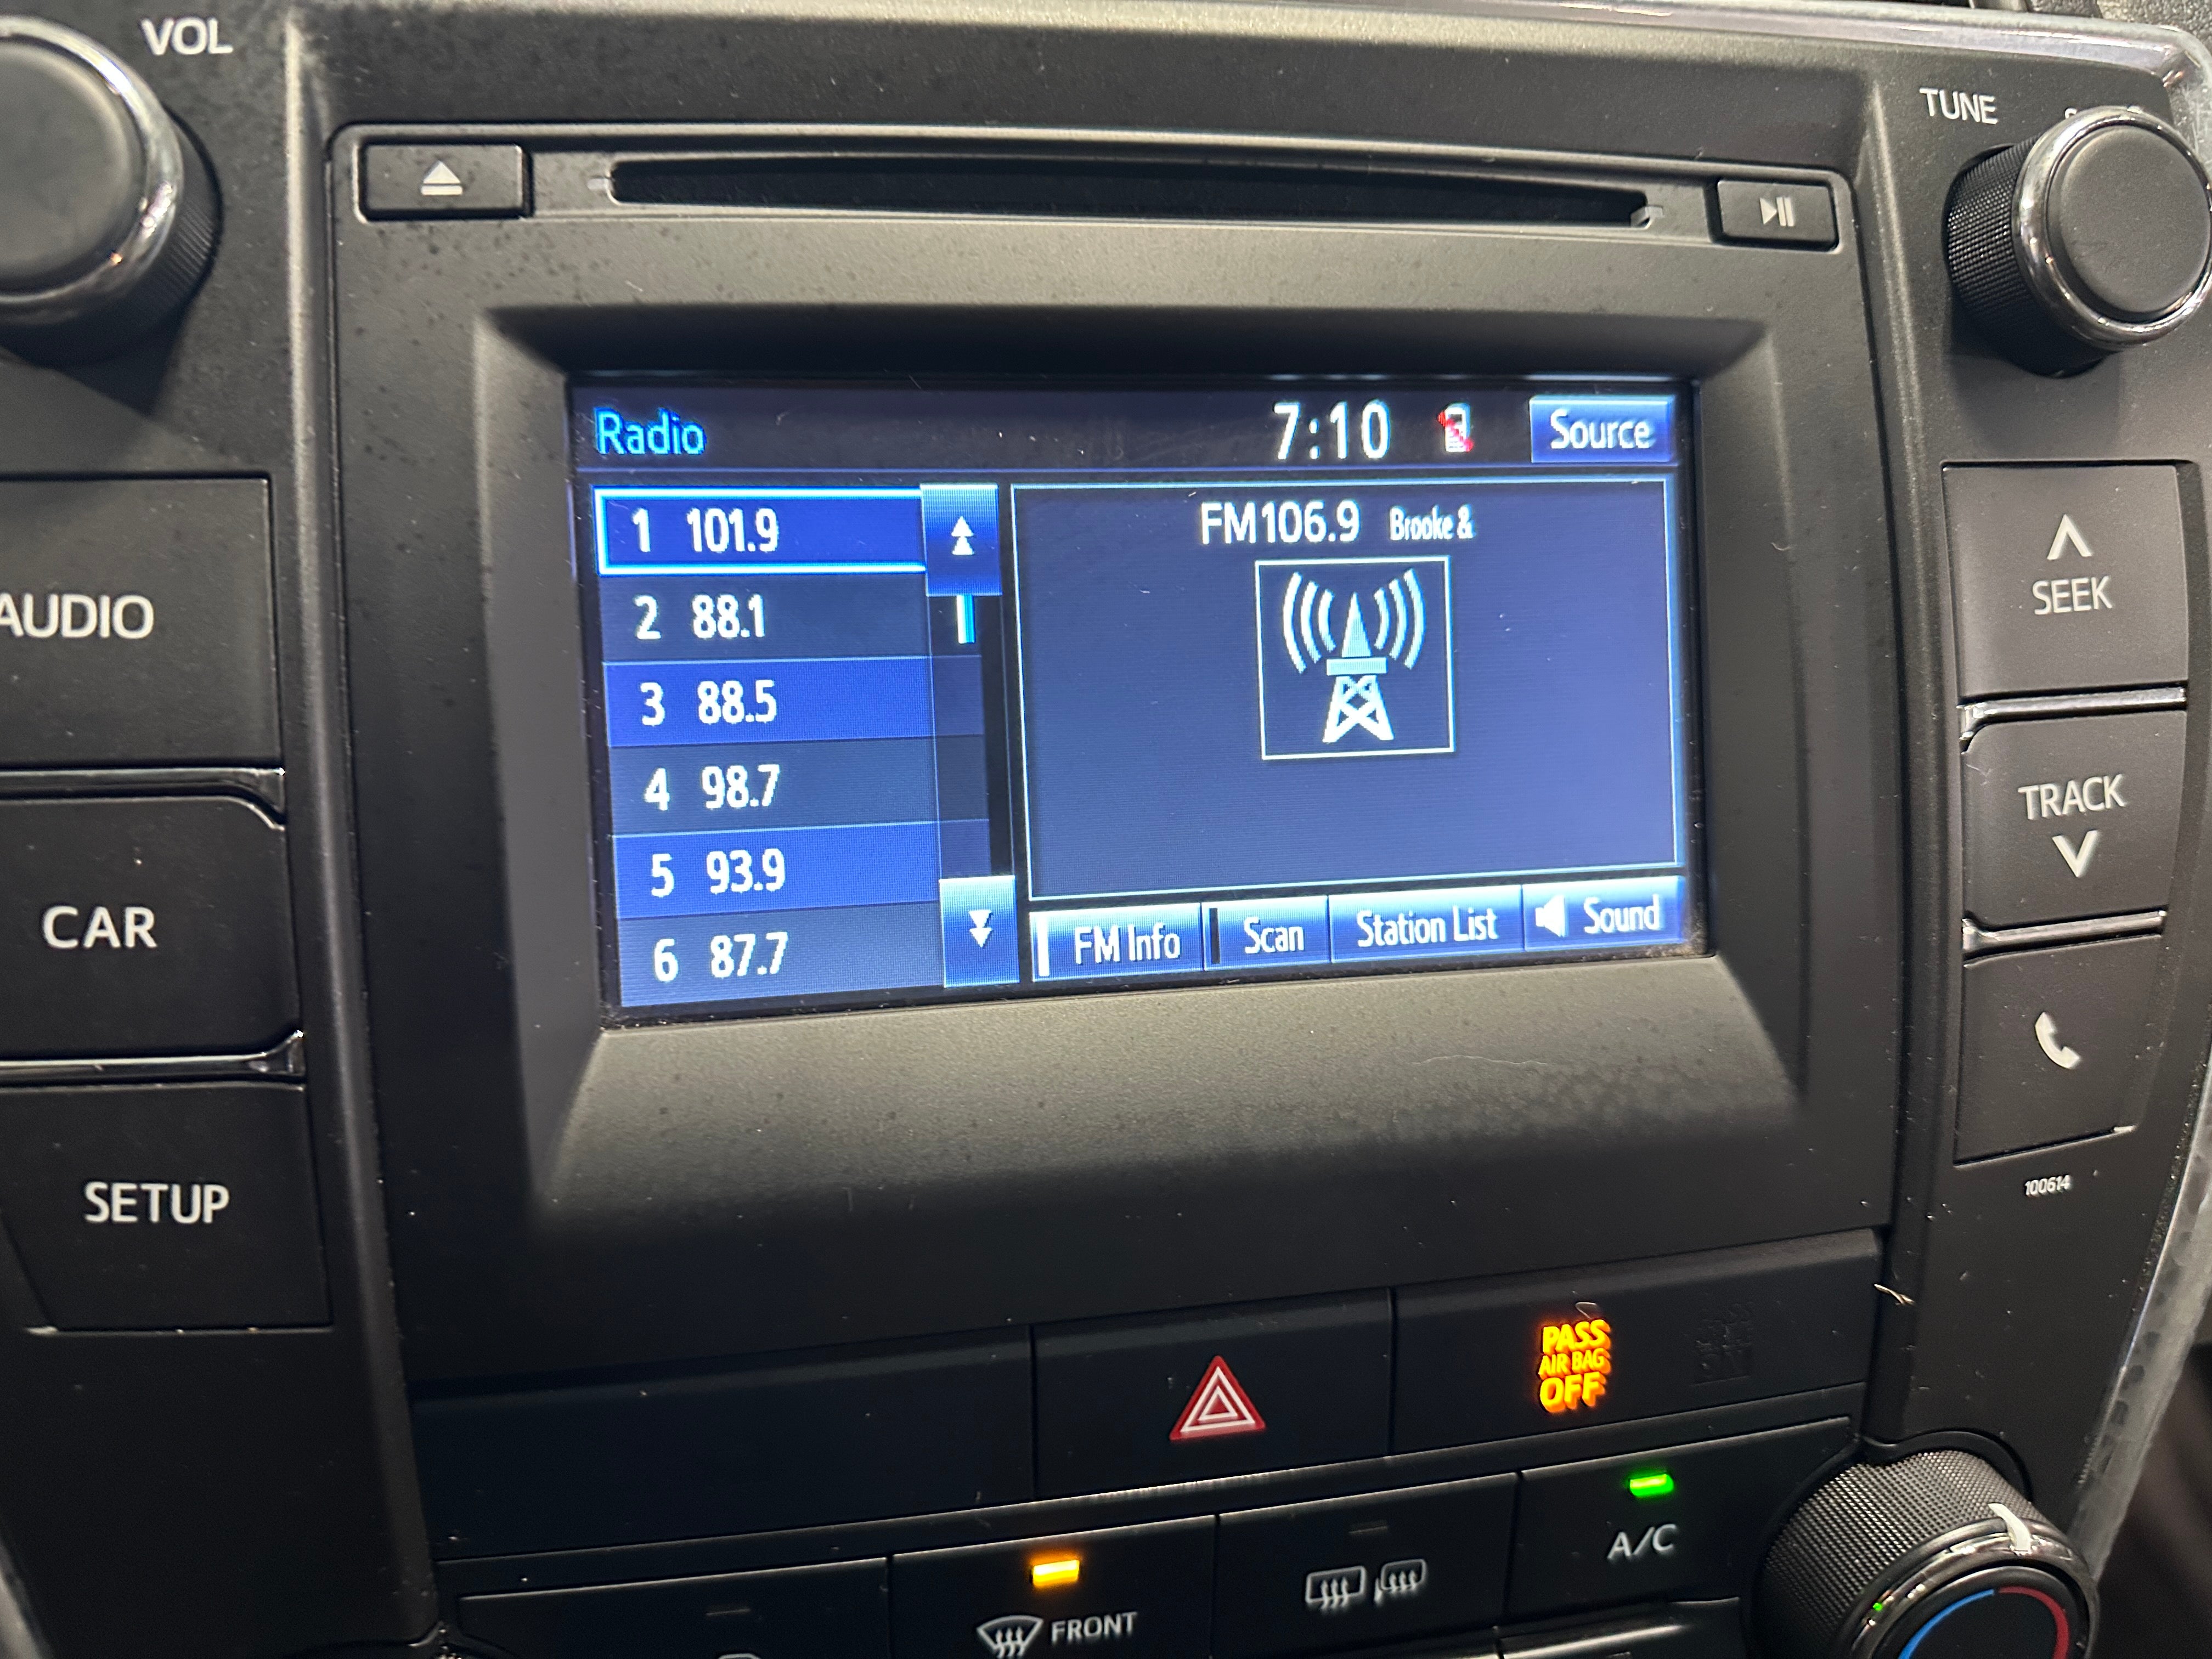 VOL
TUNE
Radio 7:10 Source
1 101.9
2 88.1
3 88.5
4 98.7
5 93.9
6 87.7
FM106.9 Brooke &
FM Info Scan Station List Sound
AUDIO
CAR
SETUP
SEEK
TRACK
100614
PASS
AIR BAG
OFF
A/C
FRONT